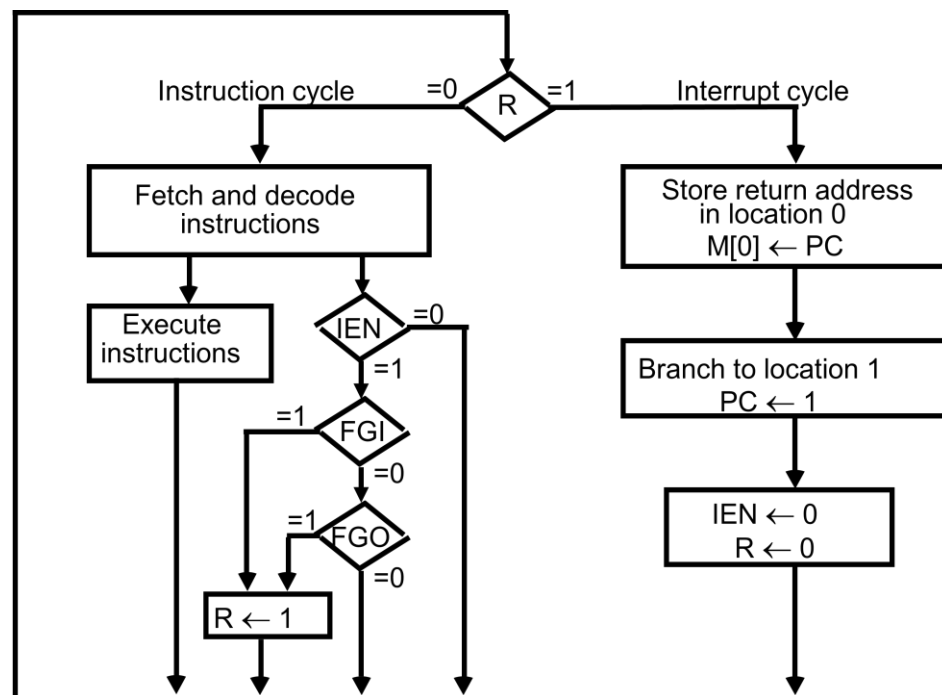 Instruction cycle
=0
R
=1
Interrupt cycle
Fetch and decode
instructions
Store return address
in location 0
M[0] ← PC
Execute
instructions
IEN
=0
=1
Branch to location 1
PC ← 1
=1
FGI
=0
=1
FGO
=0
IEN ← 0
R ← 0
R ← 1